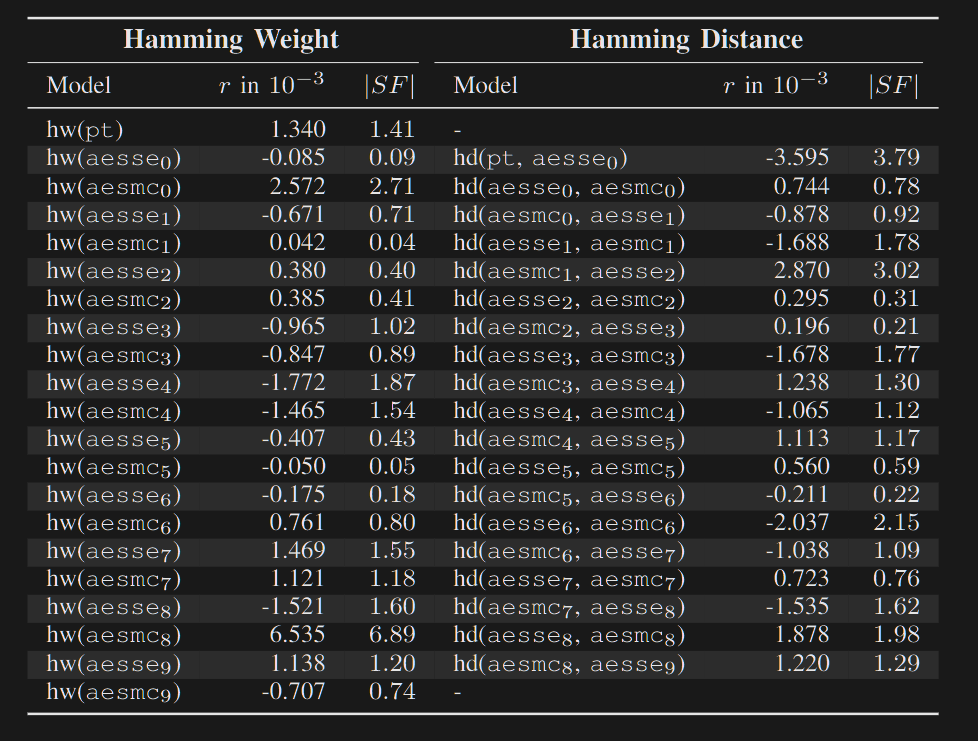 Hamming Weight Hamming Distance
Model r in 10⁻³ |SF| Model r in 10⁻³ |SF|
hw(pt) 1.340 1.41 -
hw(aesse₀) -0.085 0.09 hd(pt, aesse₀) -3.595 3.79
hw(aesmc₀) 2.572 2.71 hd(aesse₀, aesmc₀) 0.744 0.78
hw(aesse₁) -0.671 0.71 hd(aesmc₀, aesse₁) -0.878 0.92
hw(aesmc₁) 0.042 0.04 hd(aesse₁, aesmc₁) -1.688 1.78
hw(aesse₂) 0.380 0.40 hd(aesmc₁, aesse₂) 2.870 3.02
hw(aesmc₂) 0.385 0.41 hd(aesse₂, aesmc₂) 0.295 0.31
hw(aesse₃) -0.965 1.02 hd(aesmc₂, aesse₃) 0.196 0.21
hw(aesmc₃) -0.847 0.89 hd(aesse₃, aesmc₃) -1.678 1.77
hw(aesse₄) -1.772 1.87 hd(aesmc₃, aesse₄) 1.238 1.30
hw(aesmc₄) -1.465 1.54 hd(aesse₄, aesmc₄) -1.065 1.12
hw(aesse₅) -0.407 0.43 hd(aesmc₄, aesse₅) 1.113 1.17
hw(aesmc₅) -0.050 0.05 hd(aesse₅, aesmc₅) 0.560 0.59
hw(aesse₆) -0.175 0.18 hd(aesmc₅, aesse₆) -0.211 0.22
hw(aesmc₆) 0.761 0.80 hd(aesse₆, aesmc₆) -2.037 2.15
hw(aesse₇) 1.469 1.55 hd(aesmc₆, aesse₇) -1.038 1.09
hw(aesmc₇) 1.121 1.18 hd(aesse₇, aesmc₇) 0.723 0.76
hw(aesse₈) -1.521 1.60 hd(aesmc₇, aesse₈) -1.535 1.62
hw(aesmc₈) 6.535 6.89 hd(aesse₈, aesmc₈) 1.878 1.98
hw(aesse₉) 1.138 1.20 hd(aesmc₈, aesse₉) 1.220 1.29
hw(aesmc₉) -0.707 0.74 -